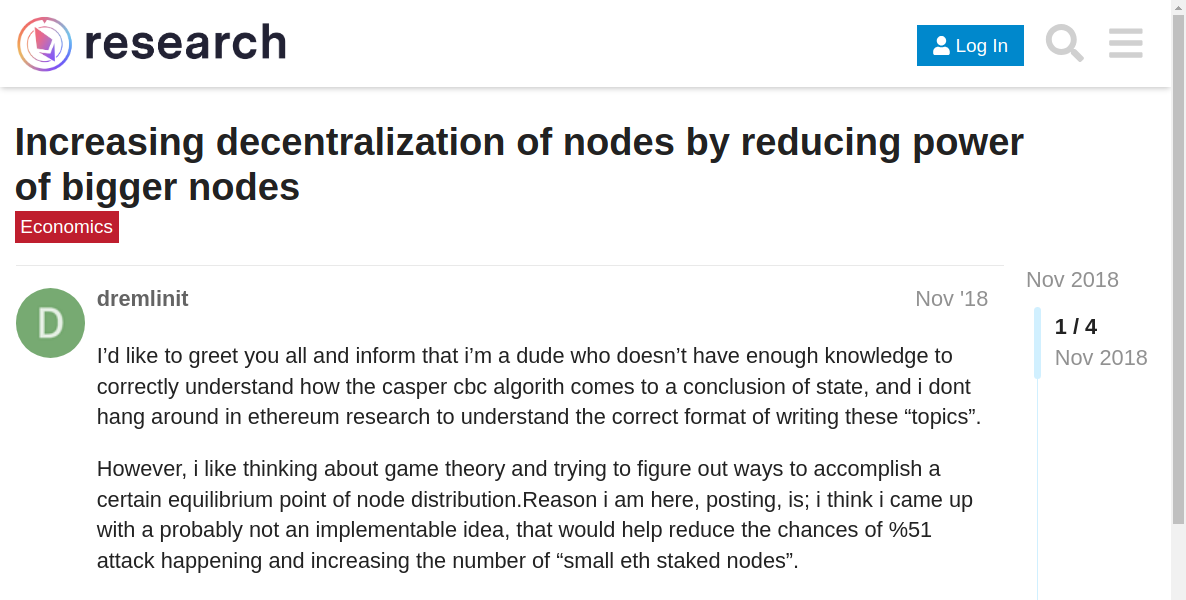 research
Log In
Increasing decentralization of nodes by reducing power
of bigger nodes
Economics
Nov 2018
D
dremlinit
Nov '18
1 / 4
Nov 2018
I’d like to greet you all and inform that i’m a dude who doesn’t have enough knowledge to
correctly understand how the casper cbc algorith comes to a conclusion of state, and i dont
hang around in ethereum research to understand the correct format of writing these “topics”.
However, i like thinking about game theory and trying to figure out ways to accomplish a
certain equilibrium point of node distribution.Reason i am here, posting, is; i think i came up
with a probably not an implementable idea, that would help reduce the chances of %51
attack happening and increasing the number of “small eth staked nodes”.